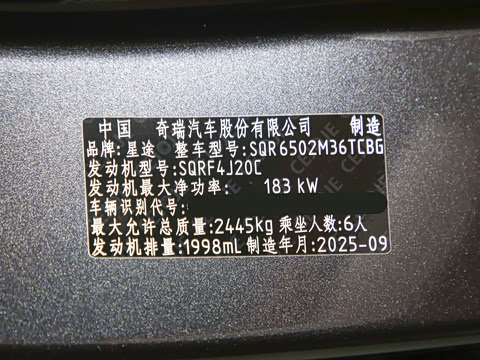 中国 奇瑞汽车股份有限公司 制造
品牌:星途 整车型号:SQR6502M36TCBG
发动机型号:SQRF4J20C
发动机最大净功率: 183 kW
车辆识别代号:
最大允许总质量:2445kg 乘坐人数:6人
发动机排量:1998mL 制造年月:2025-09